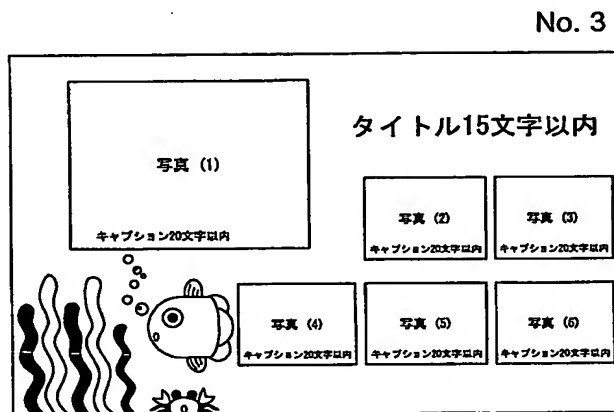 No. 3
写真 (1)
キャプション20文字以内
タイトル15文字以内
写真 (2)
キャプション20文字以内
写真 (3)
キャプション20文字以内
写真 (4)
キャプション20文字以内
写真 (5)
キャプション20文字以内
写真 (6)
キャプション20文字以内